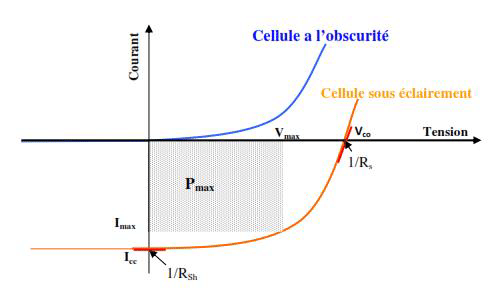 Cellule a l’obscurité
Courant
Cellule sous éclairement
Vmax
Vco
Tension
1/Rs
Pmax
Imax
Icc
1/RSh